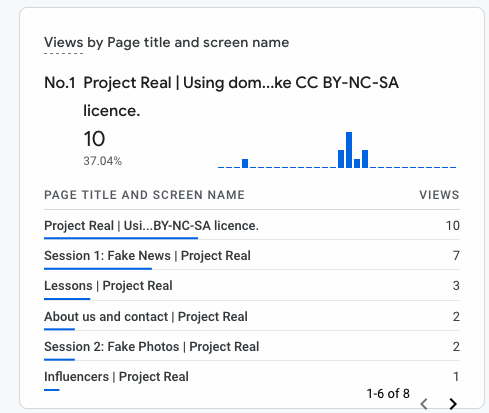 Views by Page title and screen name
No.1 Project Real | Using dom...ke CC BY-NC-SA
licence.
10
37.04%
PAGE TITLE AND SCREEN NAME VIEWS
Project Real | Usi...BY-NC-SA licence. 10
Session 1: Fake News | Project Real 7
Lessons | Project Real 3
About us and contact | Project Real 2
Session 2: Fake Photos | Project Real 2
Influencers | Project Real 1
1-6 of 8